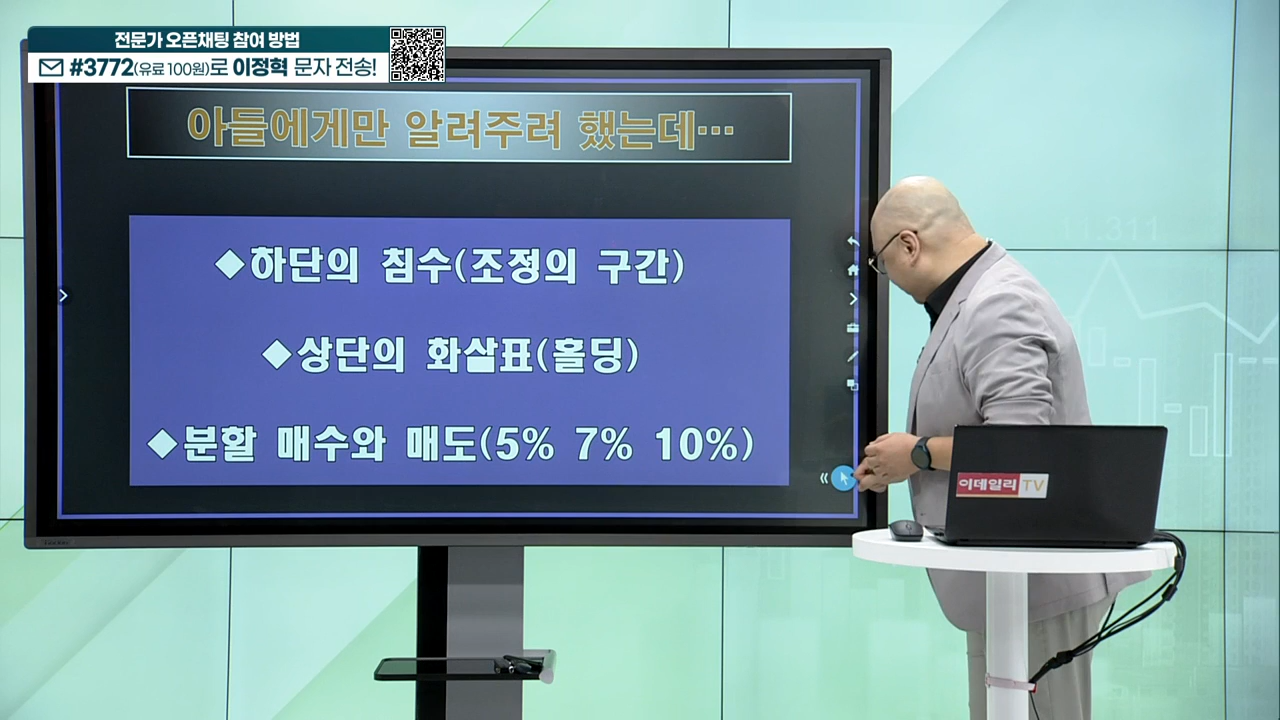 전문가 오픈채팅 참여 방법
#3772(유료 100원)로 이정혁 문자 전송!
아들에게만 알려주려 했는데…
◆하단의 침수(조정의 구간)
◆상단의 화살표(홀딩)
◆분할 매수와 매도(5% 7% 10%)
이데일리TV
11,311